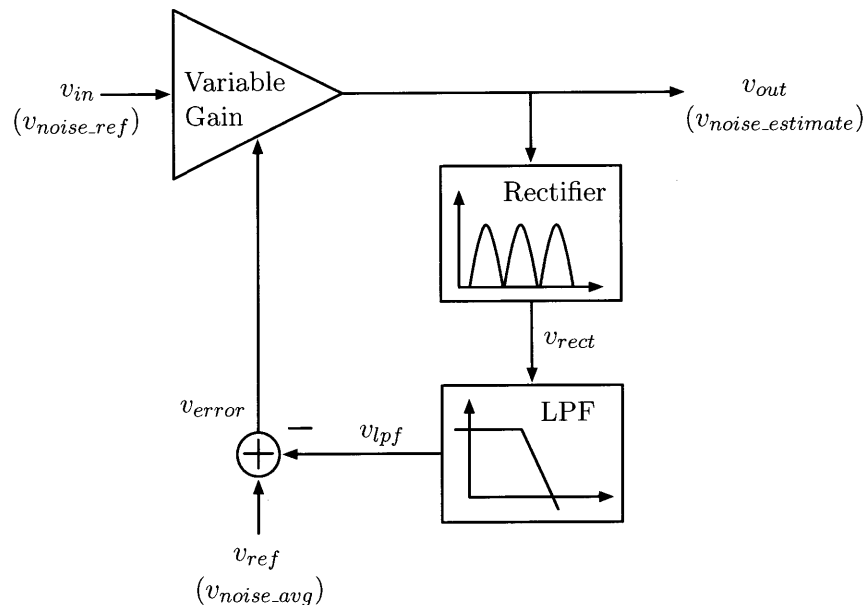 Variable
Gain
v_in
(v_noise_ref)
v_out
(v_noise_estimate)
Rectifier
v_rect
LPF
v_error
−
v_lpf
+
v_ref
(v_noise_avg)